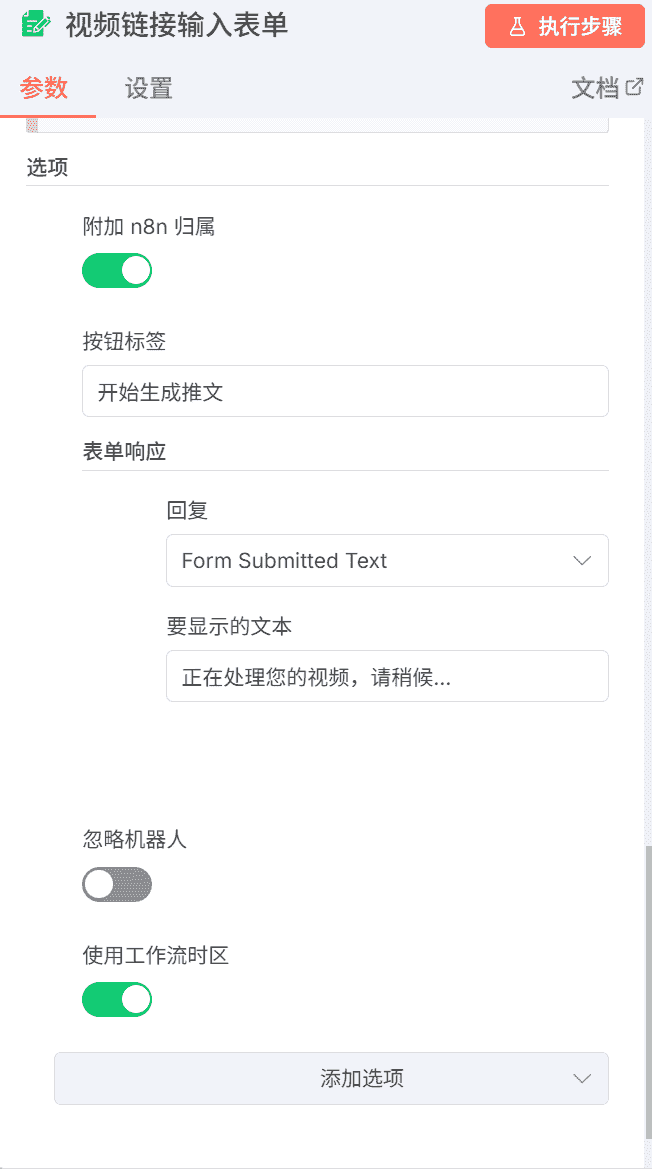 视频链接输入表单
执行步骤
参数
设置
文档
选项
附加 n8n 归属
按钮标签
开始生成推文
表单响应
回复
Form Submitted Text
要显示的文本
正在处理您的视频，请稍候...
忽略机器人
使用工作流时区
添加选项